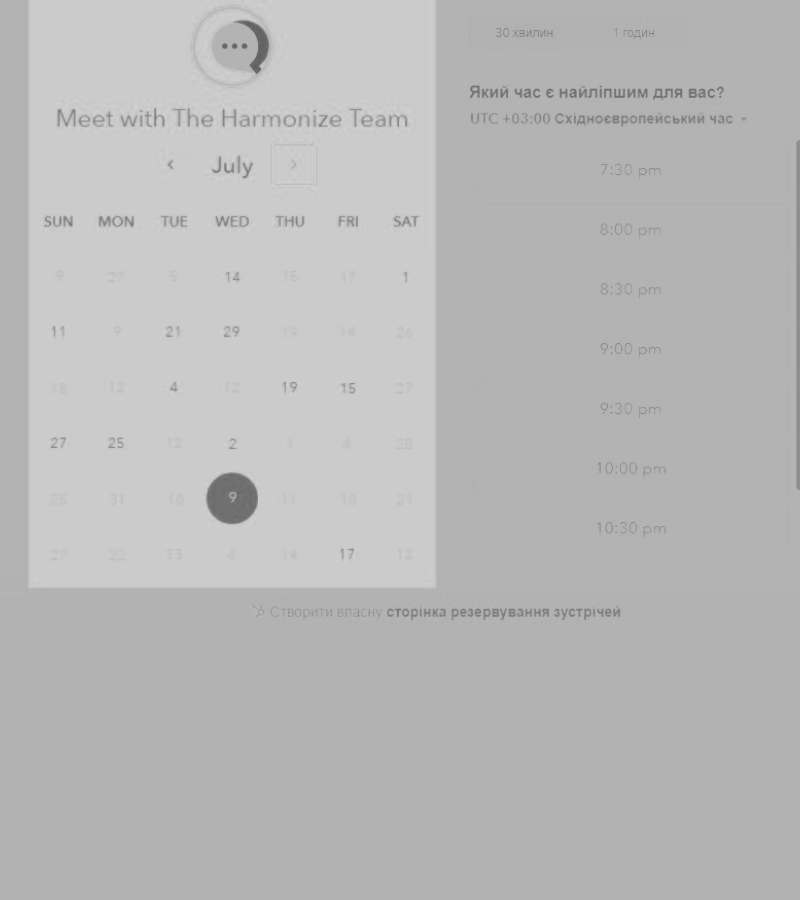 Meet with The Harmonize Team
‹ July ›
SUN MON TUE WED THU FRI SAT
9 27 5 14 15 17 1
11 9 21 29 19 14 26
18 12 4 12 19 15 27
27 25 12 2 4 28
26 31 10 9 11 10 21
27 22 13 4 14 17 12
30 хвилин 1 годин
Який час є найліпшим для вас?
UTC +03:00 Східноєвропейський час
7:30 pm
8:00 pm
8:30 pm
9:00 pm
9:30 pm
10:00 pm
10:30 pm
Створити власну сторінка резервування зустрічей